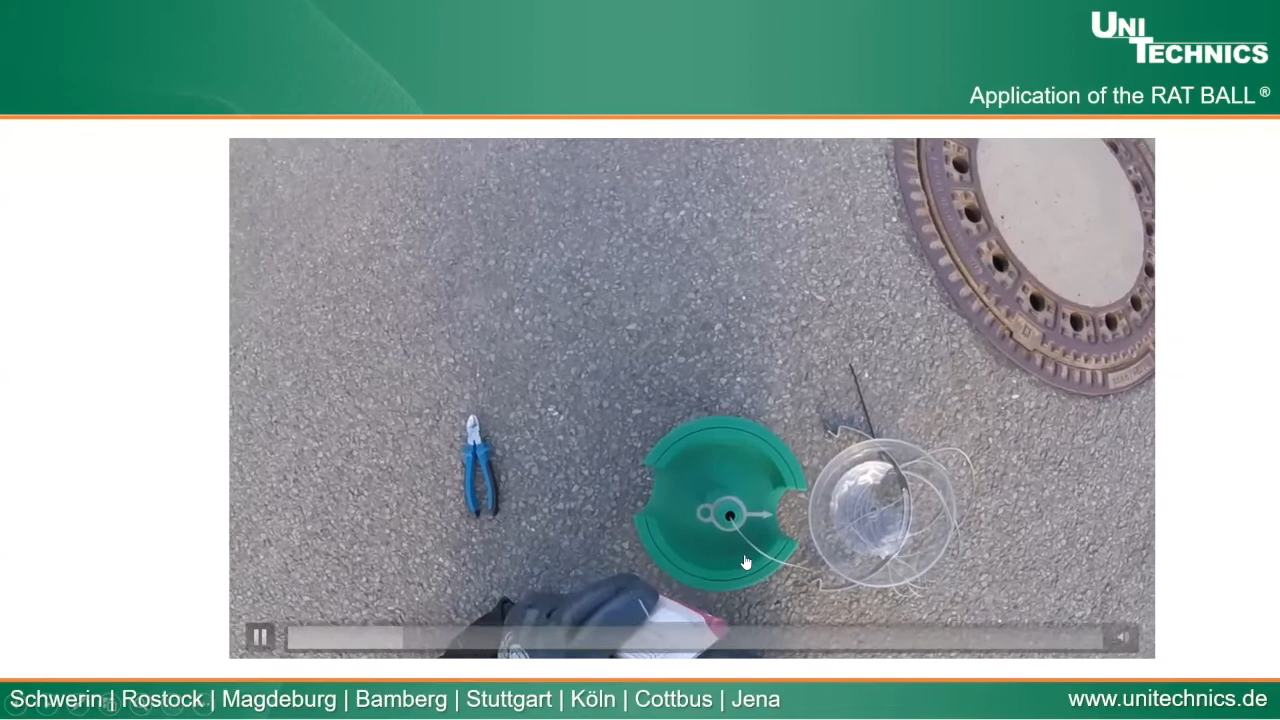 UNI
TECHNICS
Application of the RAT BALL ®
Schwerin | Rostock | Magdeburg | Bamberg | Stuttgart | Köln | Cottbus | Jena
www.unitechnics.de